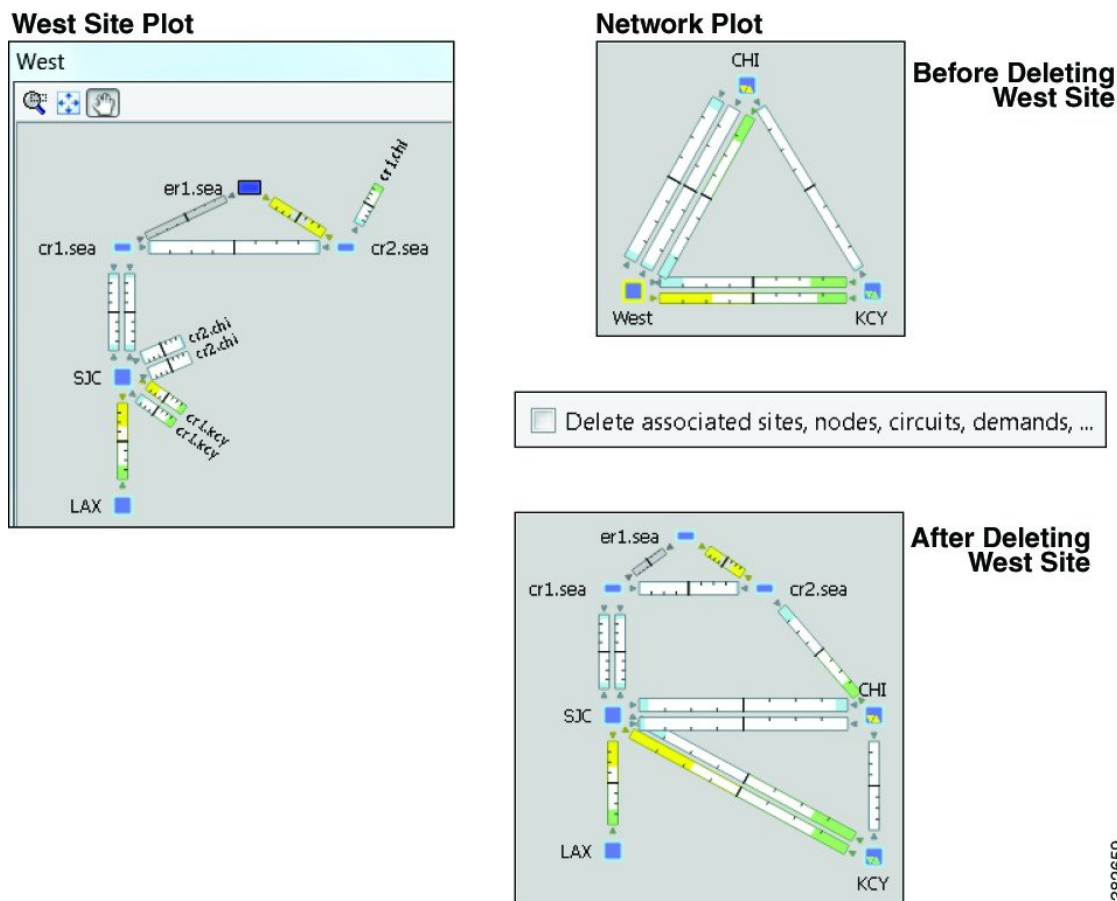 West Site Plot
West
er1.sea
cr1.chi
cr1.sea
cr2.sea
cr2.chi
cr2.chi
SJC
cr1.kcy
cr1.kcy
LAX
Network Plot
CHI
Before Deleting
West Site
West
KCY
Delete associated sites, nodes, circuits, demands, ...
After Deleting
West Site
er1.sea
cr1.sea
cr2.sea
CHI
SJC
LAX
KCY
382659